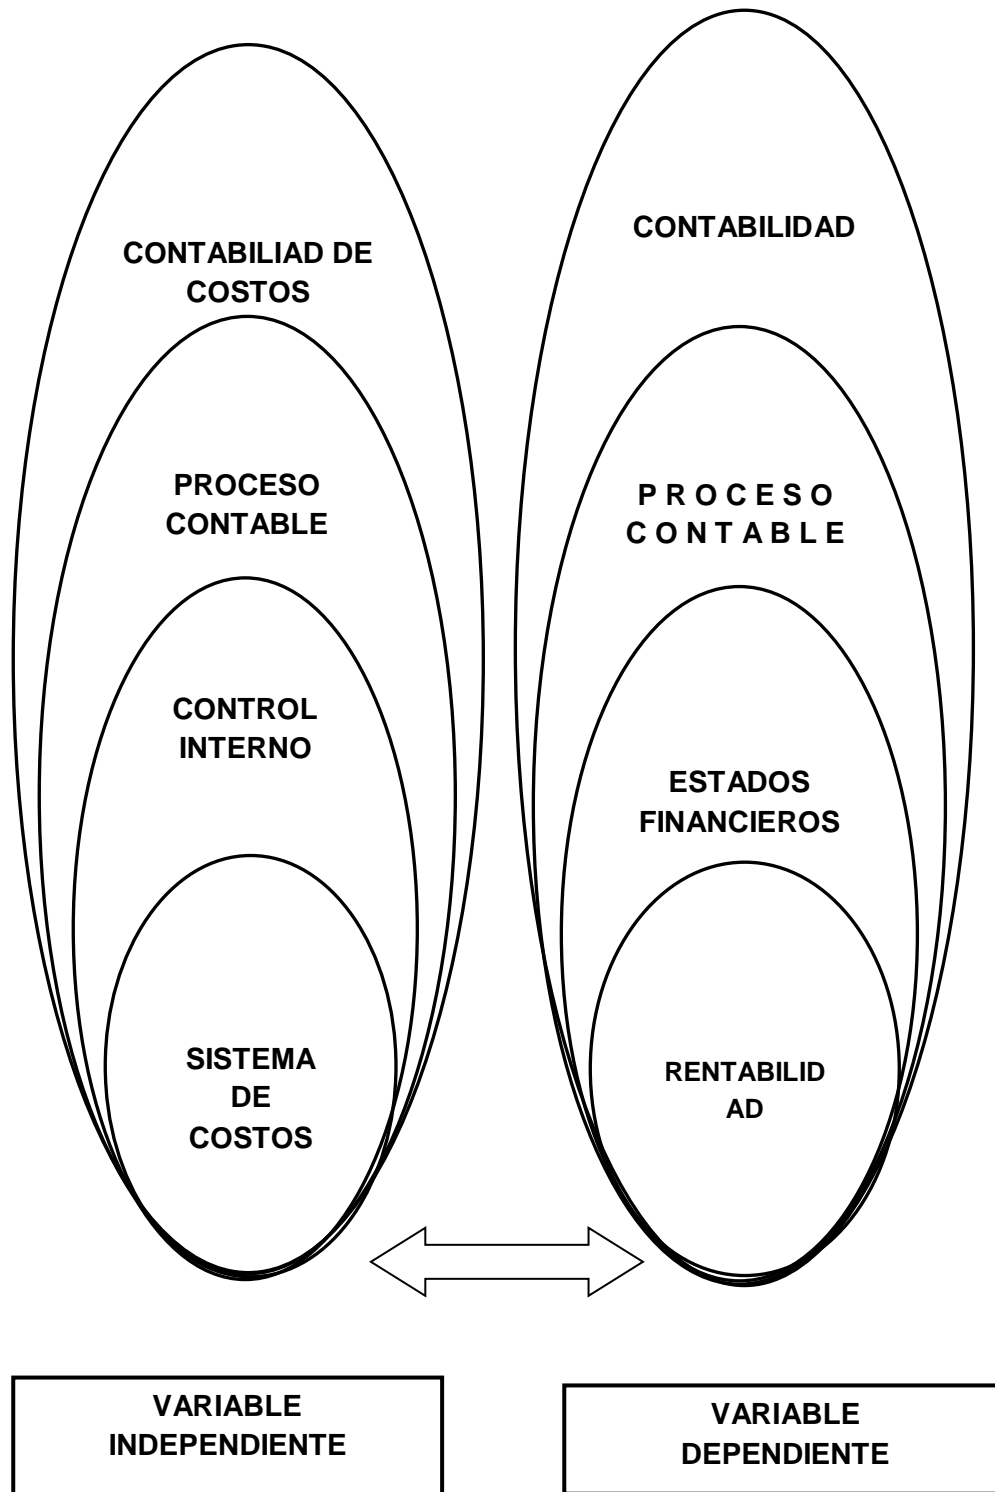 CONTABILIAD DE
COSTOS
PROCESO
CONTABLE
CONTROL
INTERNO
SISTEMA
DE
COSTOS
CONTABILIDAD
P R O C E S O
C O N T A B L E
ESTADOS
FINANCIEROS
RENTABILID
AD
VARIABLE
INDEPENDIENTE
VARIABLE
DEPENDIENTE